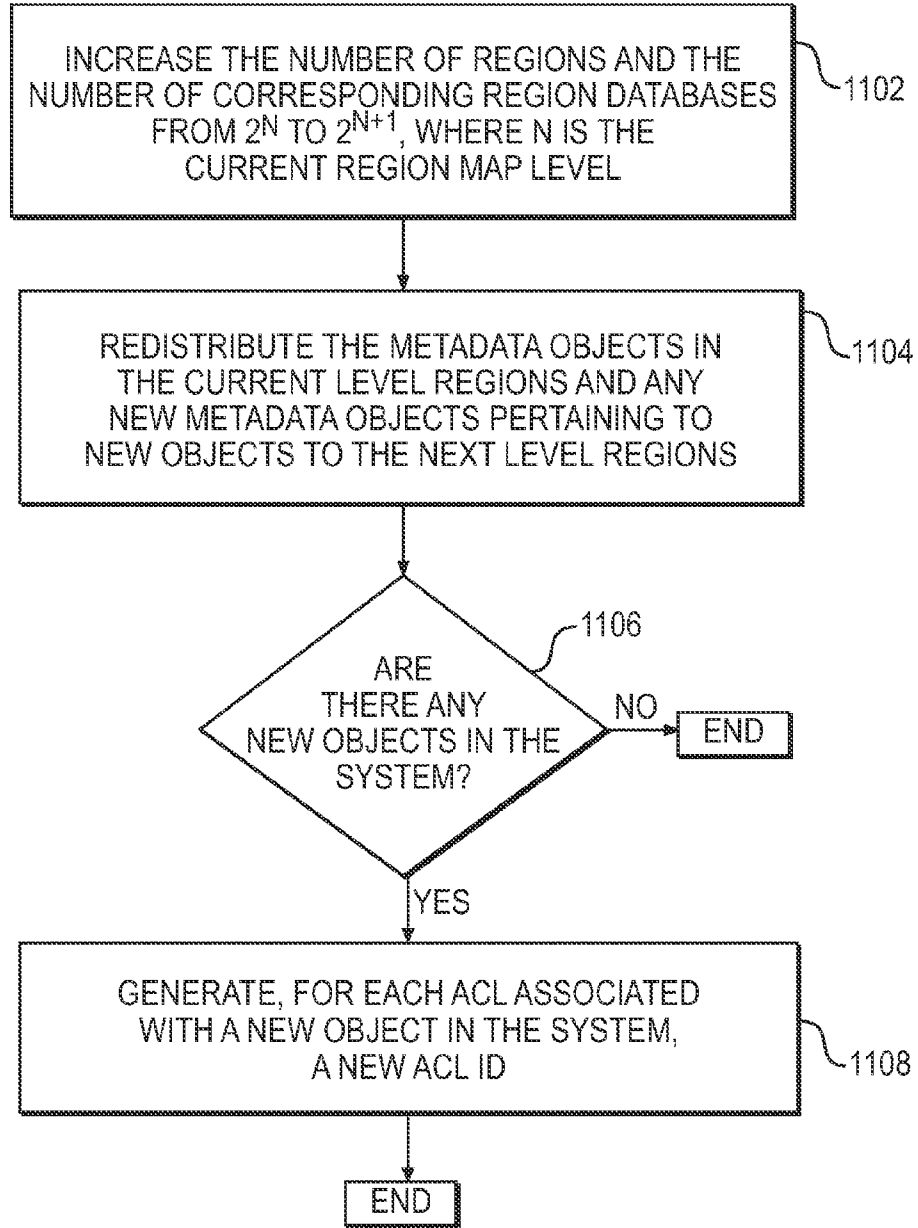 INCREASE THE NUMBER OF REGIONS AND THE
NUMBER OF CORRESPONDING REGION DATABASES
FROM 2^N TO 2^N+1, WHERE N IS THE
CURRENT REGION MAP LEVEL
1102
REDISTRIBUTE THE METADATA OBJECTS IN
THE CURRENT LEVEL REGIONS AND ANY
NEW METADATA OBJECTS PERTAINING TO
NEW OBJECTS TO THE NEXT LEVEL REGIONS
1104
1106
ARE
THERE ANY
NEW OBJECTS IN THE
SYSTEM?
NO
END
YES
GENERATE, FOR EACH ACL ASSOCIATED
WITH A NEW OBJECT IN THE SYSTEM,
A NEW ACL ID
1108
END